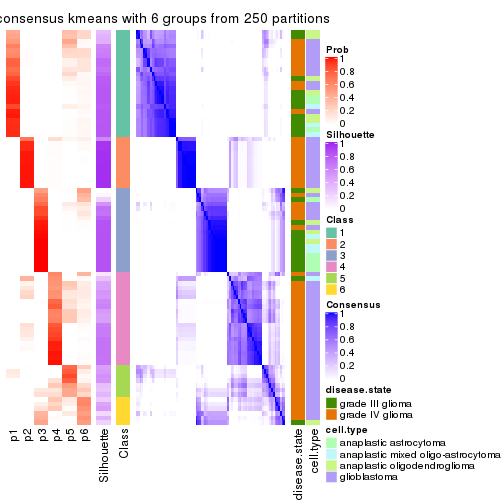 consensus kmeans with 6 groups from 250 partitions
Prob
1
0.8
0.6
0.4
0.2
0
Silhouette
1
0.8
0.6
0.4
0.2
0
Class
1
2
3
4
5
6
Consensus
1
0.8
0.6
0.4
0.2
0
disease.state
grade III glioma
grade IV glioma
cell.type
anaplastic astrocytoma
anaplastic mixed oligo-astrocytoma
anaplastic oligodendroglioma
glioblastoma
p1
p2
p3
p4
p5
p6
Silhouette
Class
disease.state
cell.type